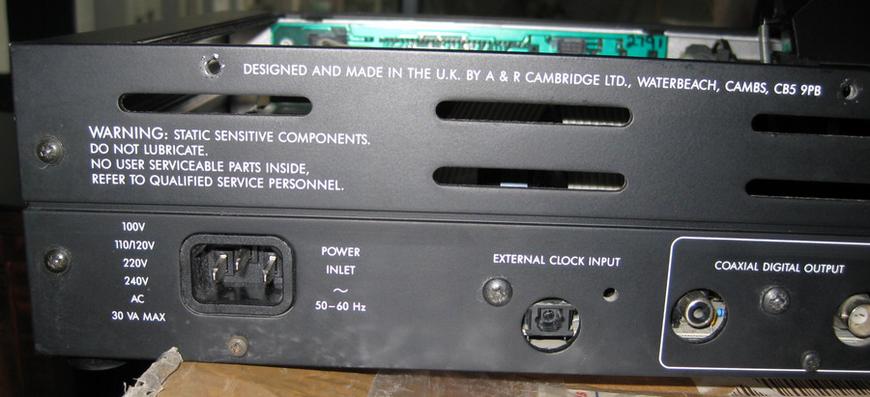 DESIGNED AND MADE IN THE U.K. BY A & R CAMBRIDGE LTD., WATERBEACH, CAMBS, CB5 9PB
WARNING: STATIC SENSITIVE COMPONENTS.
DO NOT LUBRICATE.
NO USER SERVICEABLE PARTS INSIDE,
REFER TO QUALIFIED SERVICE PERSONNEL.
100V
110/120V
220V
240V
AC
30 VA MAX
POWER
INLET
~
50-60 Hz
EXTERNAL CLOCK INPUT
COAXIAL DIGITAL OUTPUT